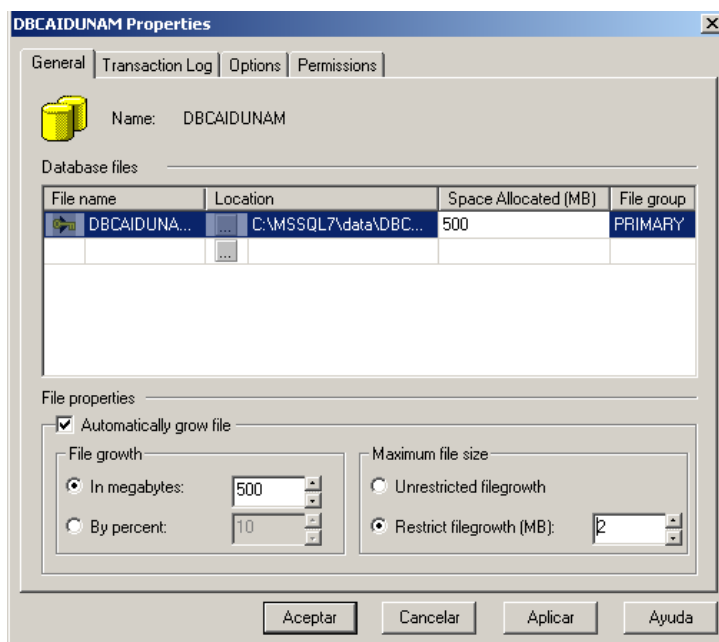 DBCAIDUNAM Properties
General Transaction Log Options Permissions
Name: DBCAIDUNAM
Database files
File name Location Space Allocated (MB) File group
DBCAIDUNA... ... C:\MSSQL7\data\DBC... 500 PRIMARY
...
File properties
Automatically grow file
File growth Maximum file size
In megabytes: 500 Unrestricted filegrowth
By percent: 10 Restrict filegrowth (MB): 2
Aceptar Cancelar Aplicar Ayuda